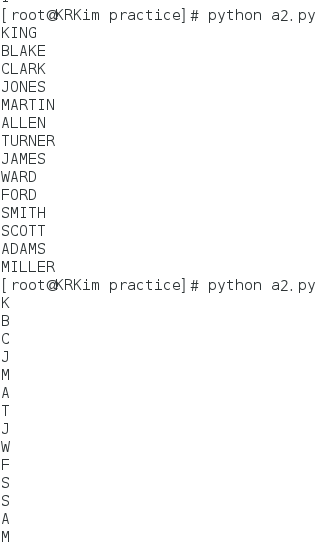 [root@KRKim practice]# python a2.py
KING
BLAKE
CLARK
JONES
MARTIN
ALLEN
TURNER
JAMES
WARD
FORD
SMITH
SCOTT
ADAMS
MILLER
[root@KRKim practice]# python a2.py
K
B
C
J
M
A
T
J
W
F
S
S
A
M